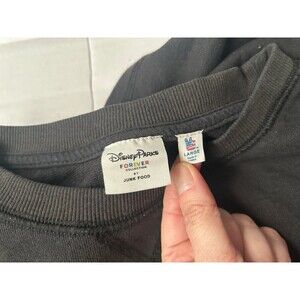 Disney Parks
FOREVER
COLLECTION
BY
JUNK FOOD
LARGE